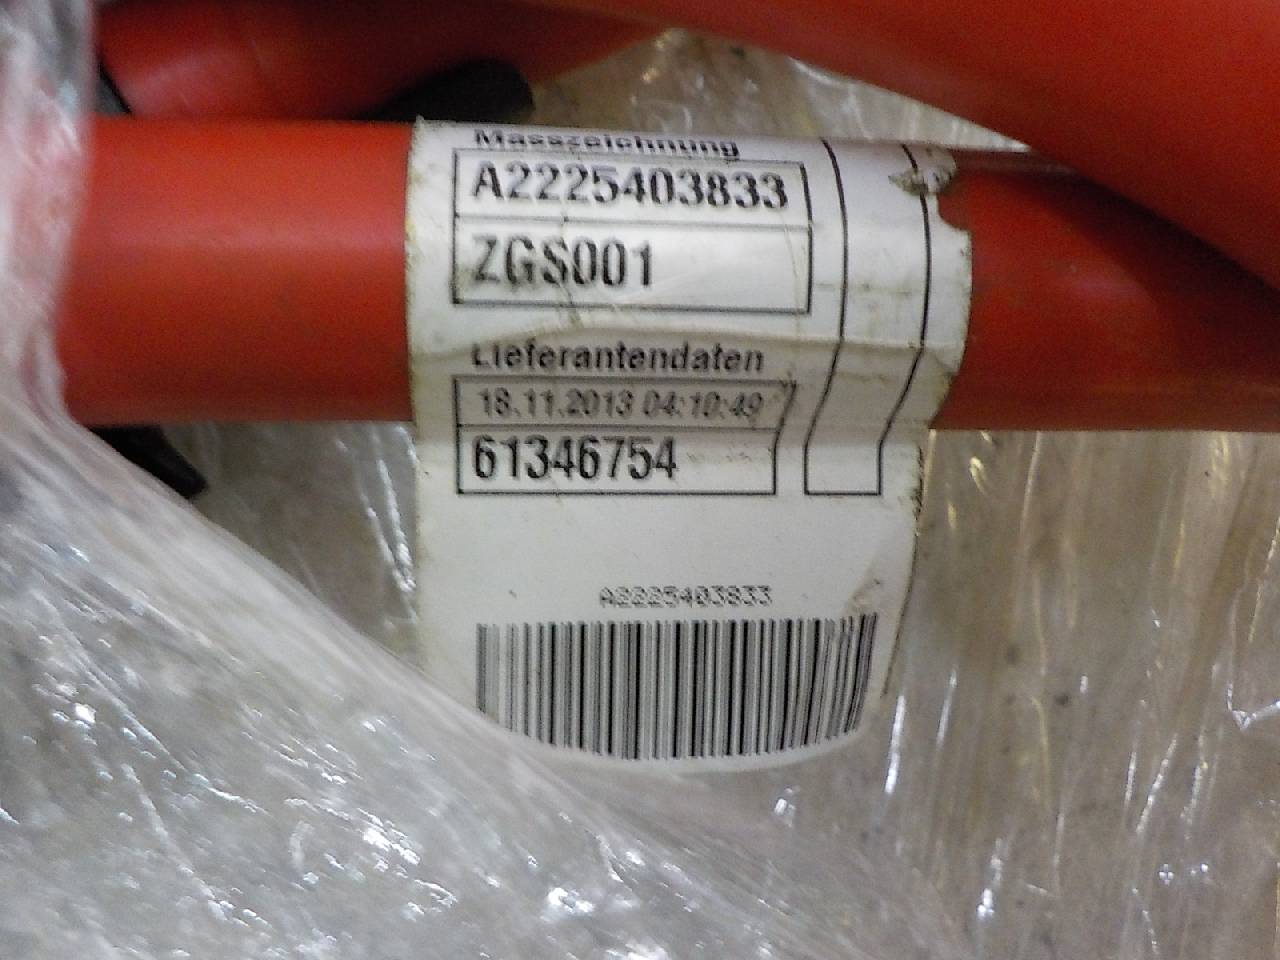 Masszeichnung
A2225403833
ZGS001
Lieferantendaten
18.11.2013 04:10:49
61346754
A2225403833